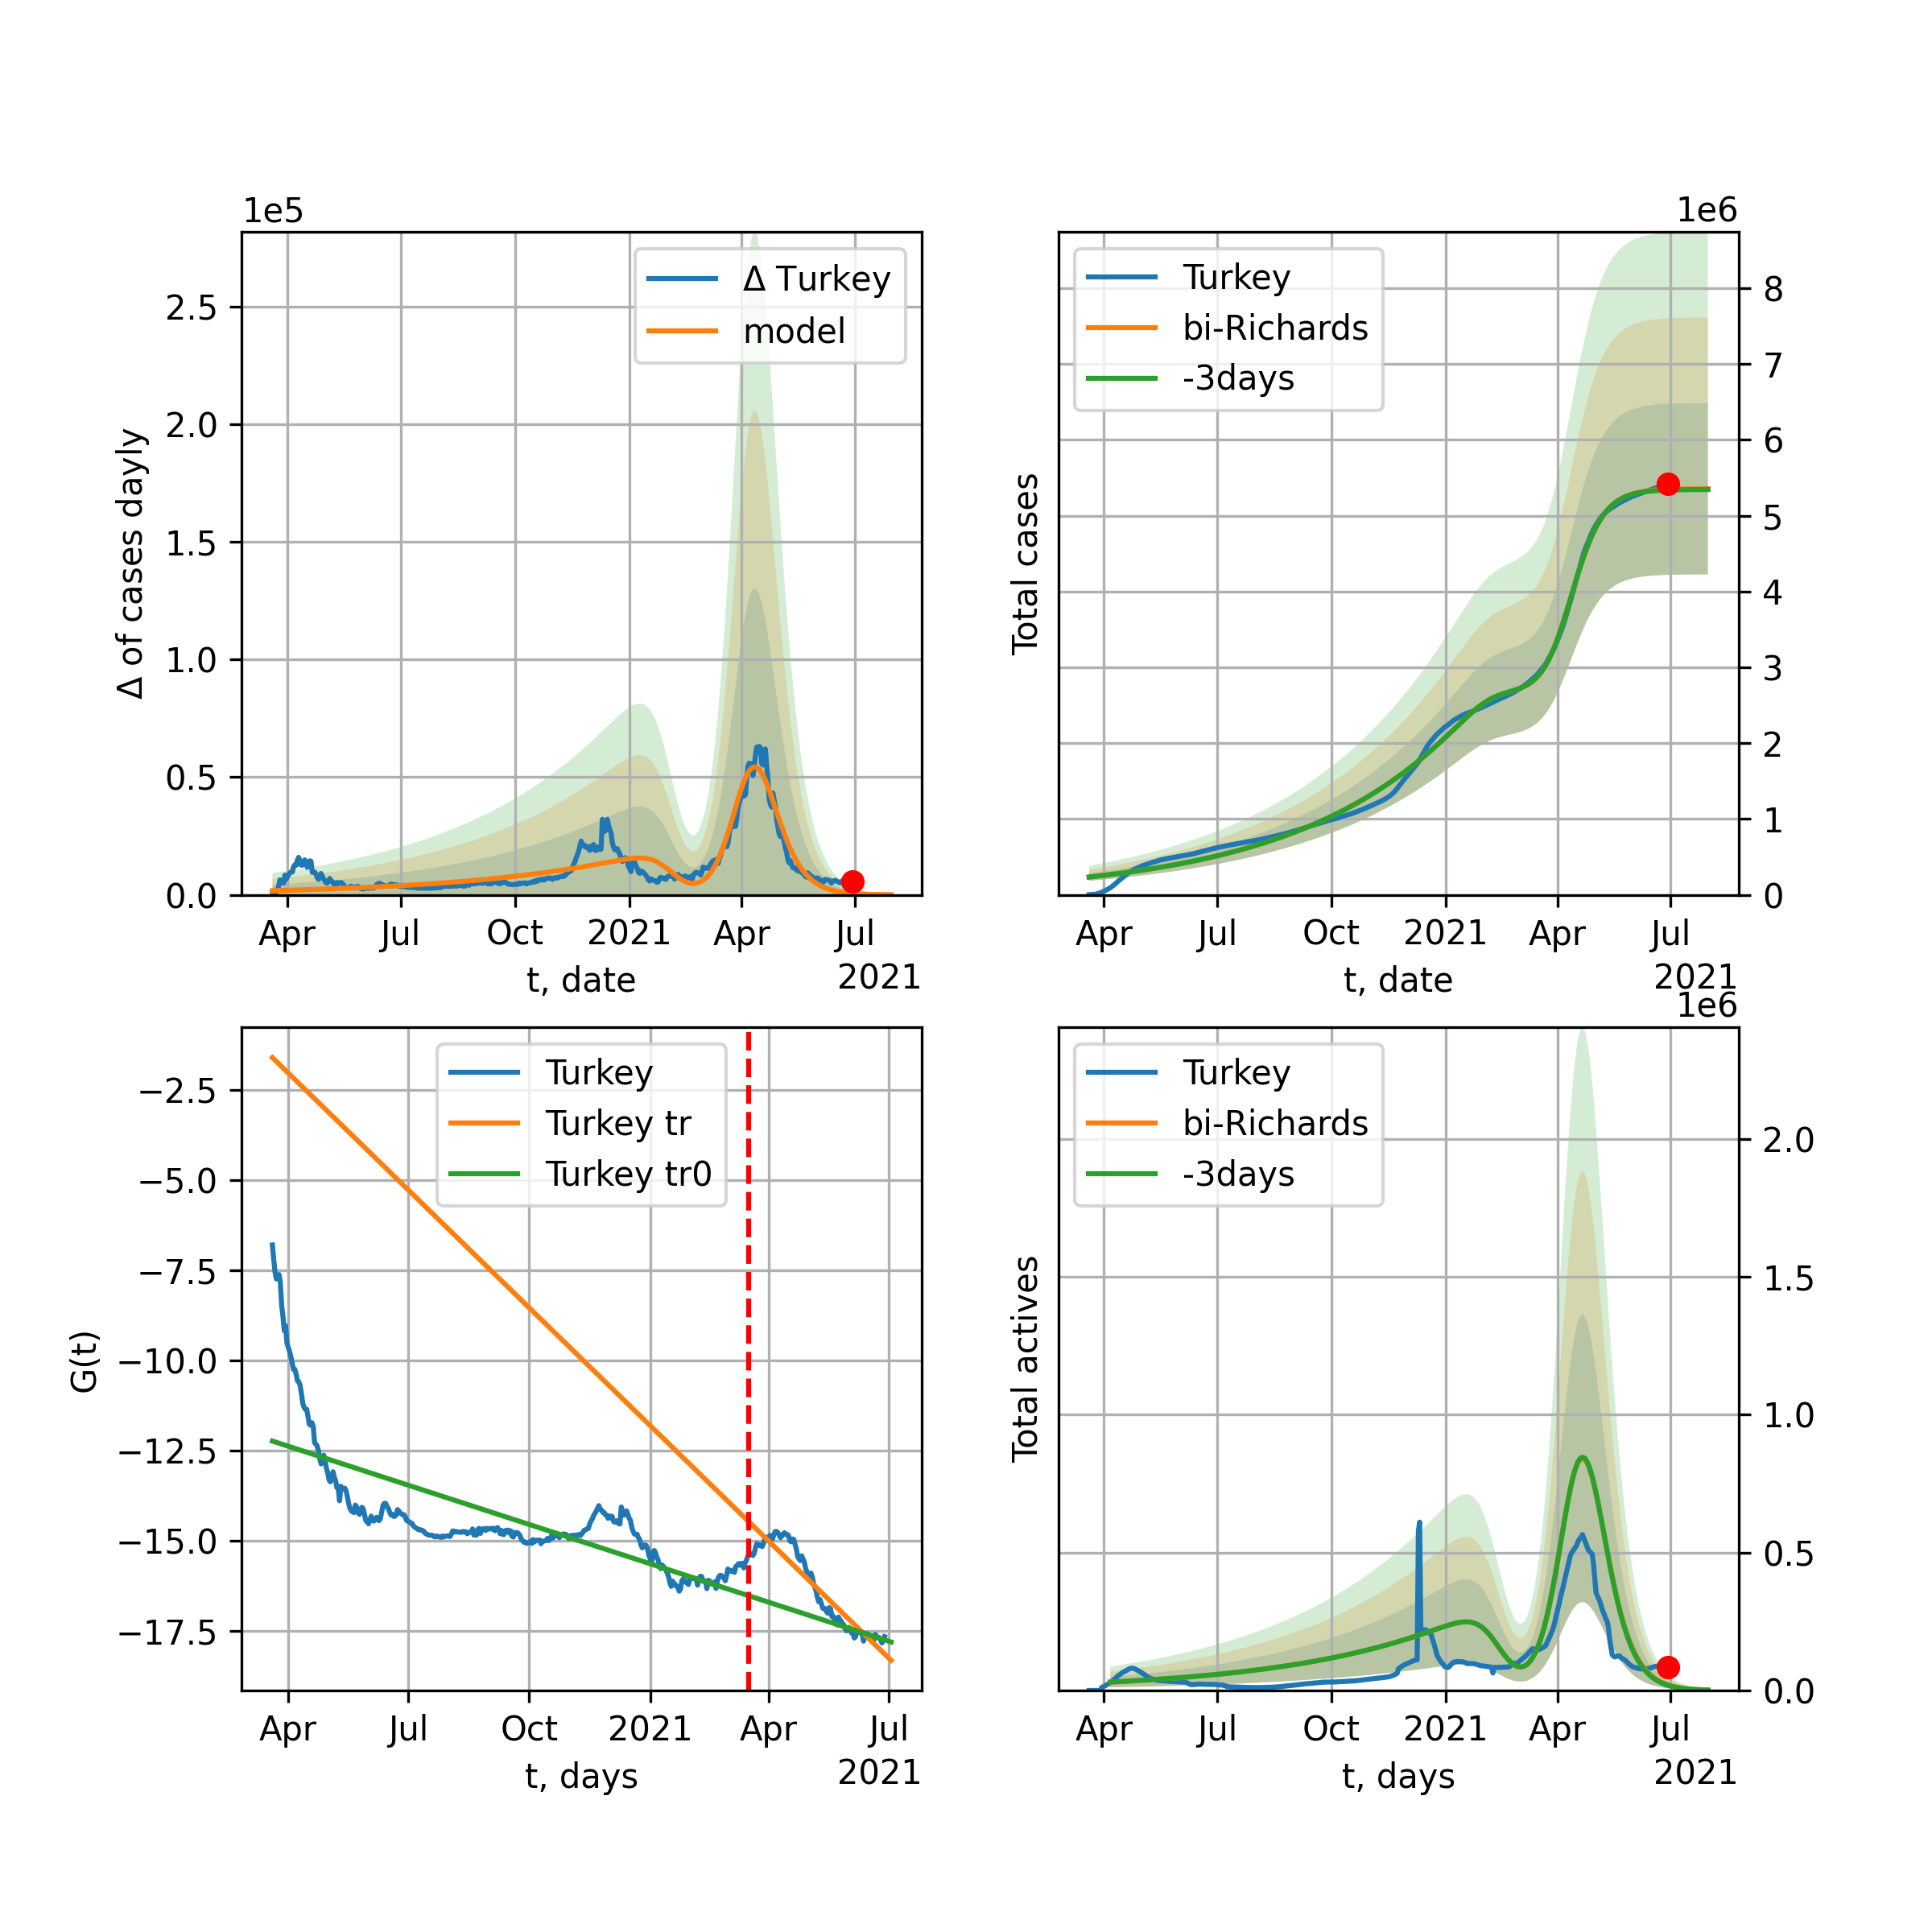 1e5
Δ of cases dayly
2.5
2.0
1.5
1.0
0.5
0.0
Δ Turkey
model
Apr Jul Oct 2021 Apr Jul
2021
t, date
1e6
Total cases
Turkey
bi-Richards
-3days
8
7
6
5
4
3
2
1
0
Apr Jul Oct 2021 Apr Jul
2021
t, date
G(t)
−2.5
−5.0
−7.5
−10.0
−12.5
−15.0
−17.5
Turkey
Turkey tr
Turkey tr0
Apr Jul Oct 2021 Apr Jul
2021
t, days
1e6
Total actives
Turkey
bi-Richards
-3days
2.0
1.5
1.0
0.5
0.0
Apr Jul Oct 2021 Apr Jul
2021
t, days